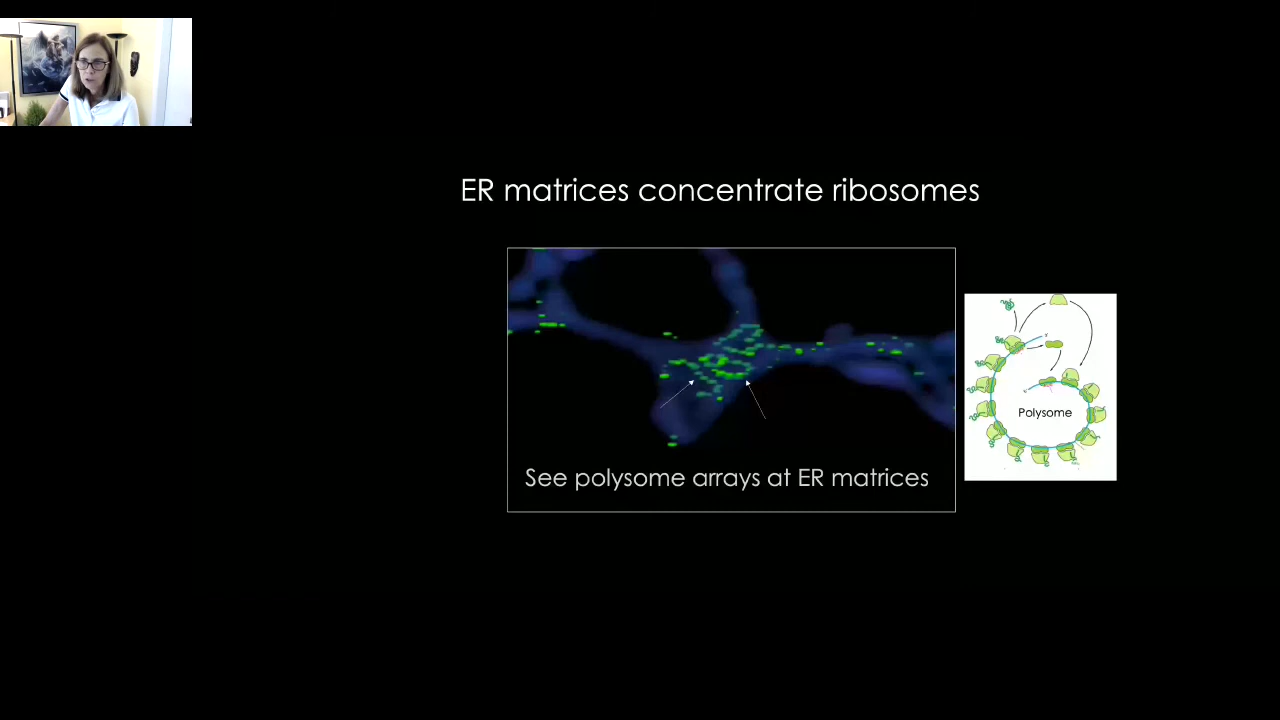 ER matrices concentrate ribosomes
Polysome
See polysome arrays at ER matrices